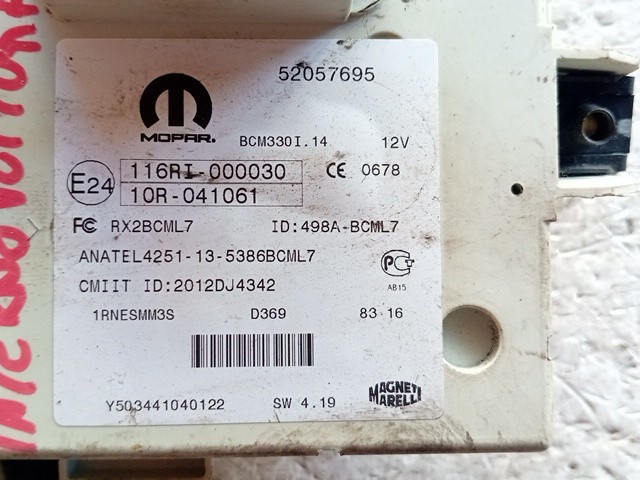 52057695
MOPAR.
BCM330I.14 12V
E24 116RI-000030 CE 0678
10R-041061
FC RX2BCML7 ID:498A-BCML7
ANATEL4251-13-5386BCML7
CMIIT ID:2012DJ4342
AB15
1RNESMM3S D369 83 16
Y503441040122 SW 4.19
MAGNETI
MARELLI